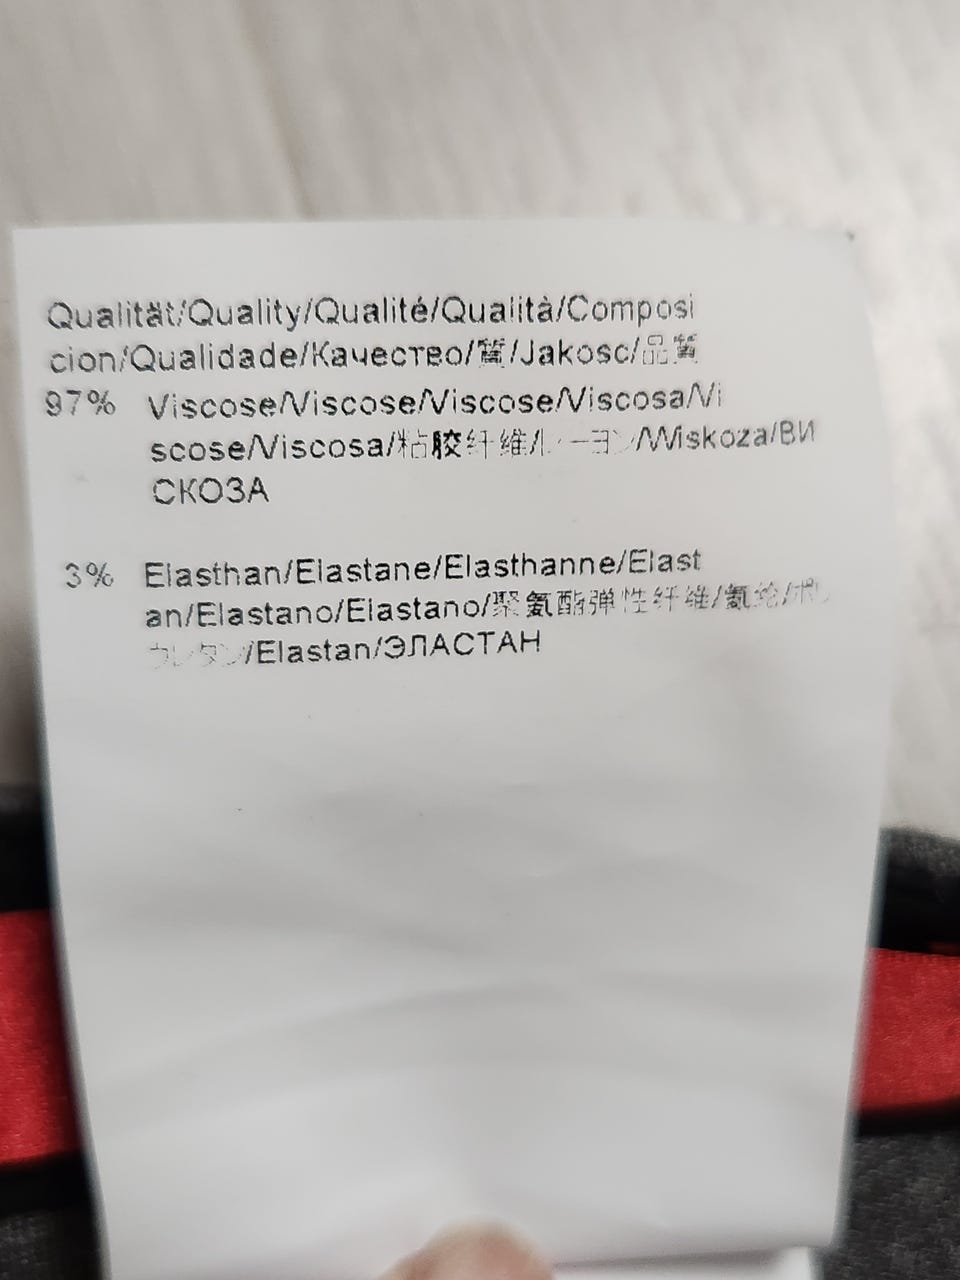 Qualität/Quality/Qualité/Qualità/Composi
cion/Qualidade/Качество/質/Jakosc/品質
97% Viscose/Viscose/Viscose/Viscosa/Vi
scose/Viscosa/粘胶纤维/レーヨン/Wiskoza/ВИ
СКОЗА
3% Elasthan/Elastane/Elasthanne/Elast
an/Elastano/Elastano/聚氨酯弹性纤维/氨纶/ポリ
ウレタン/Elastan/ЭЛАСТАН